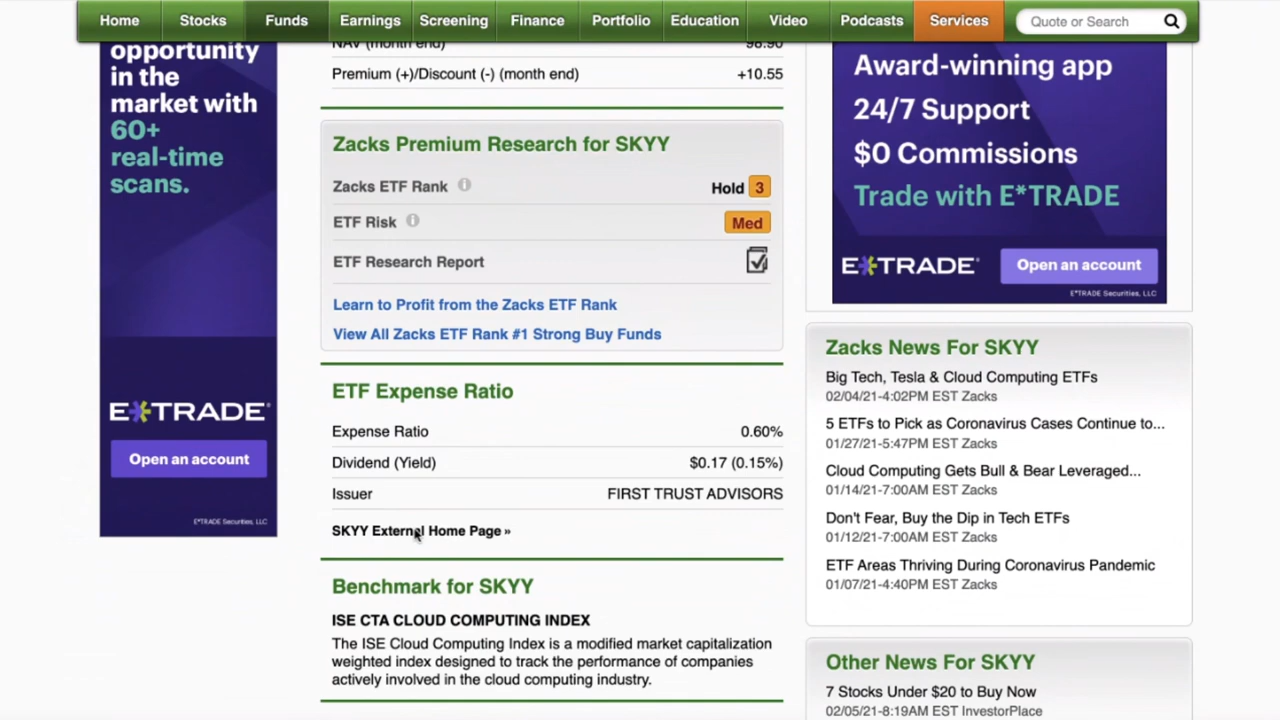 Home Stocks Funds Earnings Screening Finance Portfolio Education Video Podcasts Services Quote or Search
opportunity
in the
market with
60+
real-time
scans.
E*TRADE
Open an account
E*TRADE Securities, LLC
NAV (month end) 98.90
Premium (+)/Discount (-) (month end) +10.55
Zacks Premium Research for SKYY
Zacks ETF Rank Hold 3
ETF Risk Med
ETF Research Report
Learn to Profit from the Zacks ETF Rank
View All Zacks ETF Rank #1 Strong Buy Funds
ETF Expense Ratio
Expense Ratio 0.60%
Dividend (Yield) $0.17 (0.15%)
Issuer FIRST TRUST ADVISORS
SKYY External Home Page »
Benchmark for SKYY
ISE CTA CLOUD COMPUTING INDEX
The ISE Cloud Computing Index is a modified market capitalization
weighted index designed to track the performance of companies
actively involved in the cloud computing industry.
Award-winning app
24/7 Support
$0 Commissions
Trade with E*TRADE
E*TRADE Open an account
E*TRADE Securities, LLC
Zacks News For SKYY
Big Tech, Tesla & Cloud Computing ETFs
02/04/21-4:02PM EST Zacks
5 ETFs to Pick as Coronavirus Cases Continue to...
01/27/21-5:47PM EST Zacks
Cloud Computing Gets Bull & Bear Leveraged...
01/14/21-7:00AM EST Zacks
Don't Fear, Buy the Dip in Tech ETFs
01/12/21-7:00AM EST Zacks
ETF Areas Thriving During Coronavirus Pandemic
01/07/21-4:40PM EST Zacks
Other News For SKYY
7 Stocks Under $20 to Buy Now
02/05/21-8:19AM EST InvestorPlace